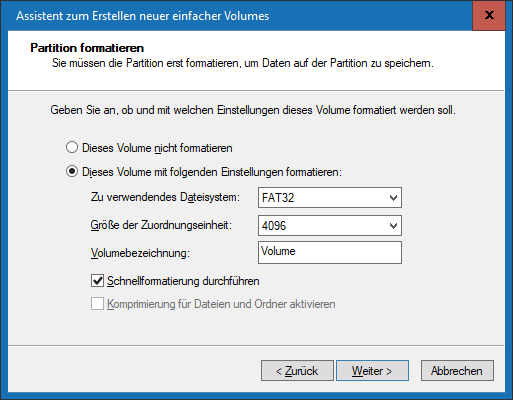 Assistent zum Erstellen neuer einfacher Volumes
Partition formatieren
Sie müssen die Partition erst formatieren, um Daten auf der Partition zu speichern.
Geben Sie an, ob und mit welchen Einstellungen dieses Volume formatiert werden soll.
Dieses Volume nicht formatieren
Dieses Volume mit folgenden Einstellungen formatieren:
Zu verwendendes Dateisystem: FAT32
Größe der Zuordnungseinheit: 4096
Volumebezeichnung: Volume
Schnellformatierung durchführen
Komprimierung für Dateien und Ordner aktivieren
< Zurück Weiter > Abbrechen